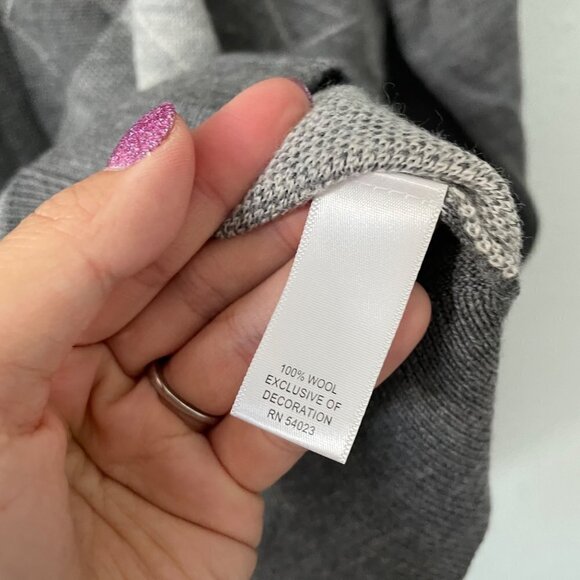 100% WOOL
EXCLUSIVE OF
DECORATION
RN 54023